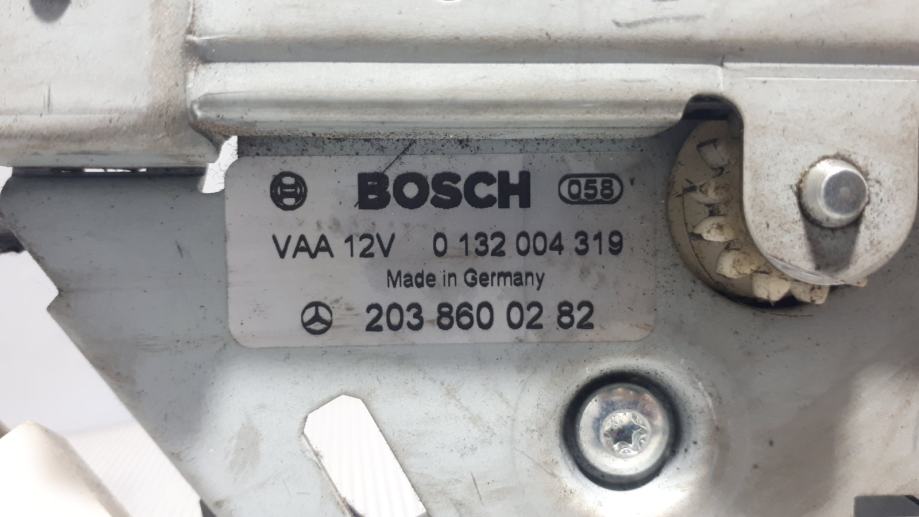 BOSCH 058
VAA 12V 0 132 004 319
Made in Germany
203 860 02 82